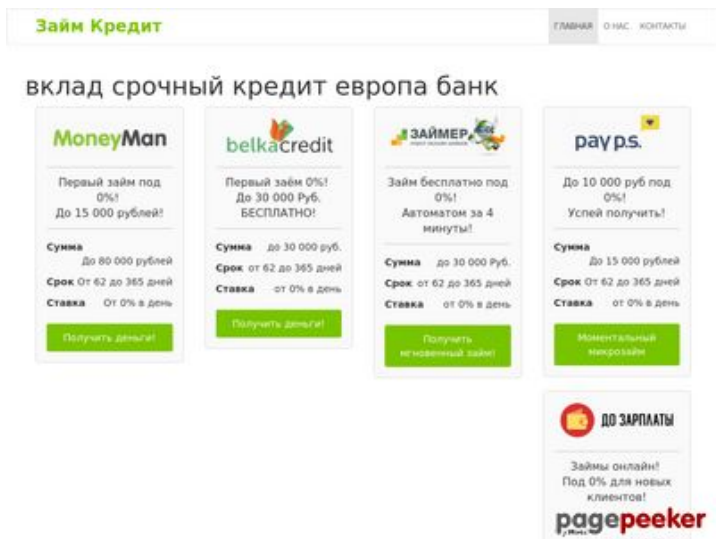 Займ Кредит
ГЛАВНАЯ О НАС. КОНТАКТЫ
вклад срочный кредит европа банк
MoneyMan
Первый займ под
0%!
До 15 000 рублей!
Сумма
До 80 000 рублей
Срок От 62 до 365 дней
Ставка От 0% в день
Получить деньги!
belkacredit
Первый заём 0%!
До 30 000 Руб.
БЕСПЛАТНО!
Сумма до 30 000 руб.
Срок от 62 до 365 дней
Ставка от 0% в день
Получить деньги!
ЗАЙМЕР
Займ бесплатно под
0%!
Автоматом за 4
минуты!
Сумма до 30 000 Руб.
Срок от 62 до 365 дней
Ставка от 0% в день
Получить
мгновенный займ!
pay p.s.
До 10 000 руб под
0%!
Успей получить!
Сумма
До 15 000 рублей
Срок От 62 до 365 дней
Ставка от 0% в день
Моментальный
микрозайм
ДО ЗАРПЛАТЫ
Займы онлайн!
Под 0% для новых
клиентов!
pagepeeker